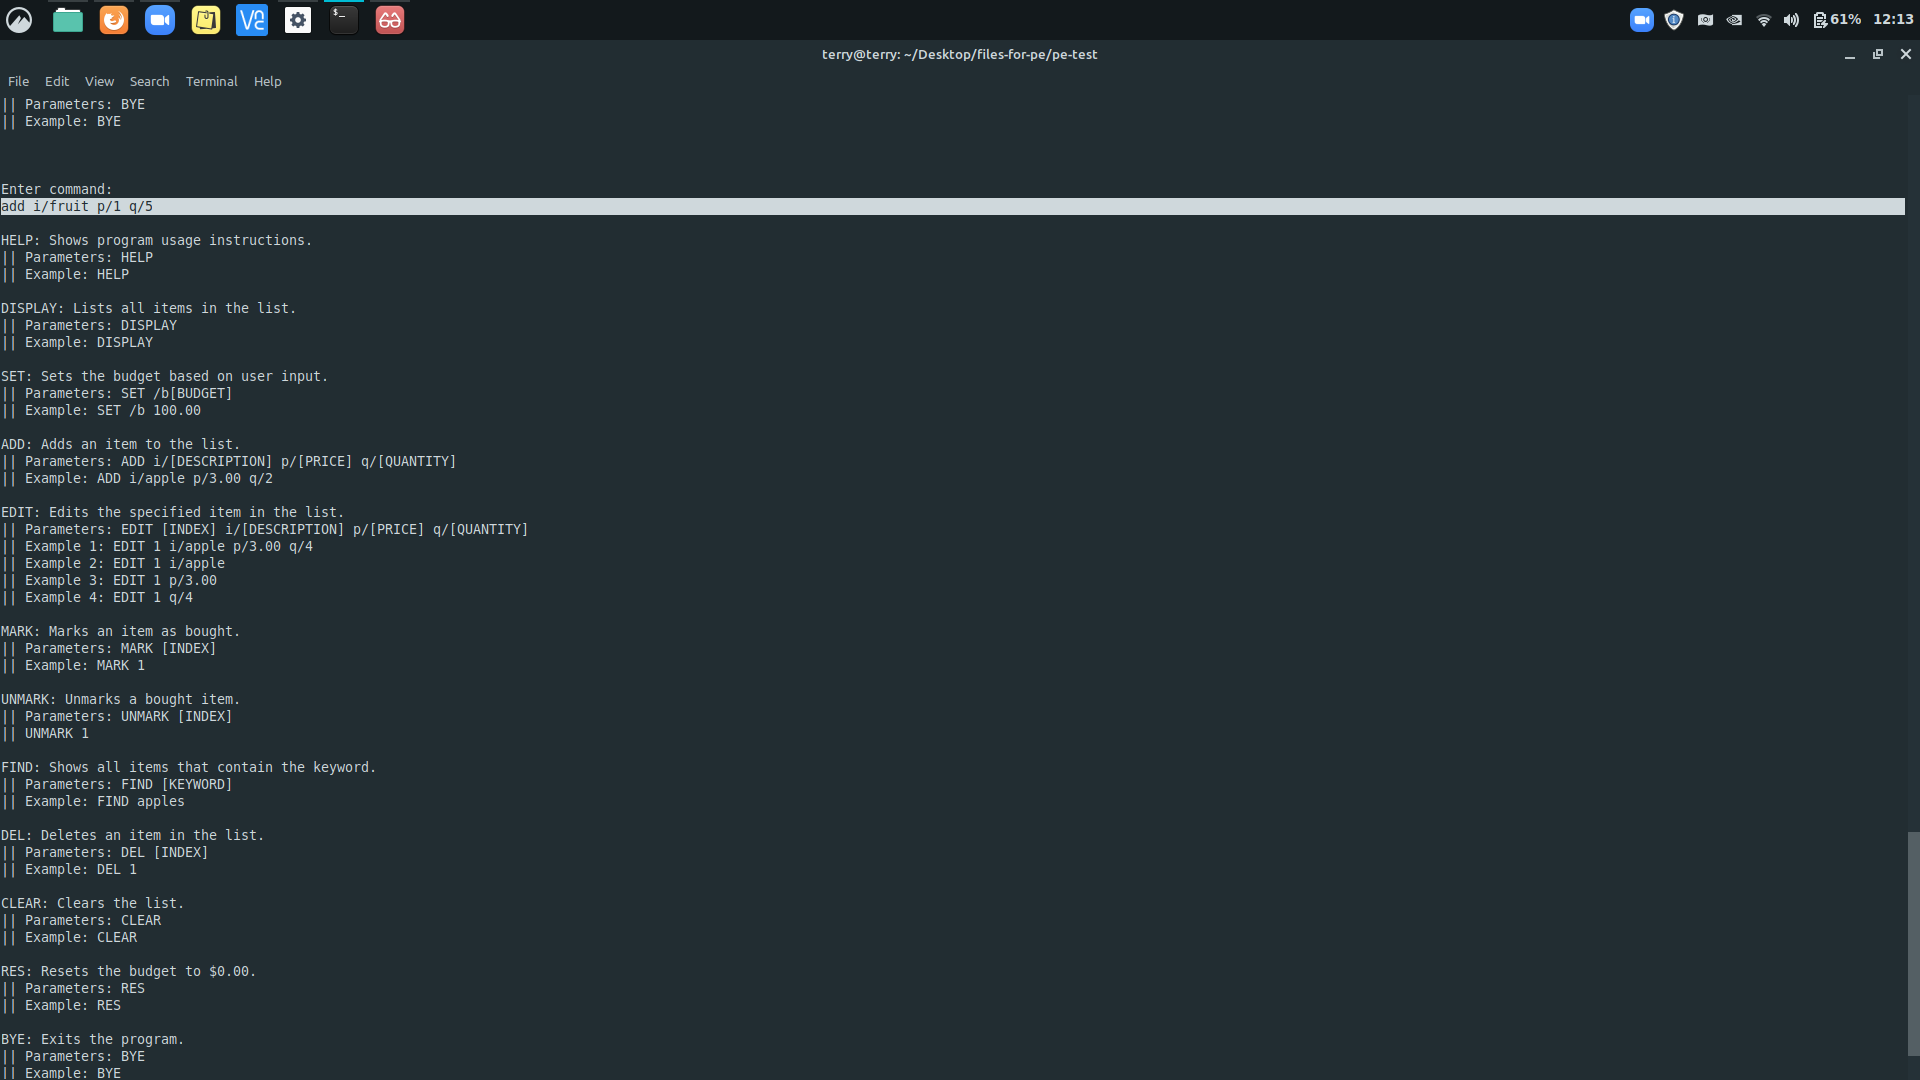 61% 12:13
terry@terry: ~/Desktop/files-for-pe/pe-test
File Edit View Search Terminal Help
|| Parameters: BYE
|| Example: BYE
Enter command:
add i/fruit p/1 q/5
HELP: Shows program usage instructions.
|| Parameters: HELP
|| Example: HELP
DISPLAY: Lists all items in the list.
|| Parameters: DISPLAY
|| Example: DISPLAY
SET: Sets the budget based on user input.
|| Parameters: SET /b[BUDGET]
|| Example: SET /b 100.00
ADD: Adds an item to the list.
|| Parameters: ADD i/[DESCRIPTION] p/[PRICE] q/[QUANTITY]
|| Example: ADD i/apple p/3.00 q/2
EDIT: Edits the specified item in the list.
|| Parameters: EDIT [INDEX] i/[DESCRIPTION] p/[PRICE] q/[QUANTITY]
|| Example 1: EDIT 1 i/apple p/3.00 q/4
|| Example 2: EDIT 1 i/apple
|| Example 3: EDIT 1 p/3.00
|| Example 4: EDIT 1 q/4
MARK: Marks an item as bought.
|| Parameters: MARK [INDEX]
|| Example: MARK 1
UNMARK: Unmarks a bought item.
|| Parameters: UNMARK [INDEX]
|| UNMARK 1
FIND: Shows all items that contain the keyword.
|| Parameters: FIND [KEYWORD]
|| Example: FIND apples
DEL: Deletes an item in the list.
|| Parameters: DEL [INDEX]
|| Example: DEL 1
CLEAR: Clears the list.
|| Parameters: CLEAR
|| Example: CLEAR
RES: Resets the budget to $0.00.
|| Parameters: RES
|| Example: RES
BYE: Exits the program.
|| Parameters: BYE
|| Example: BYE